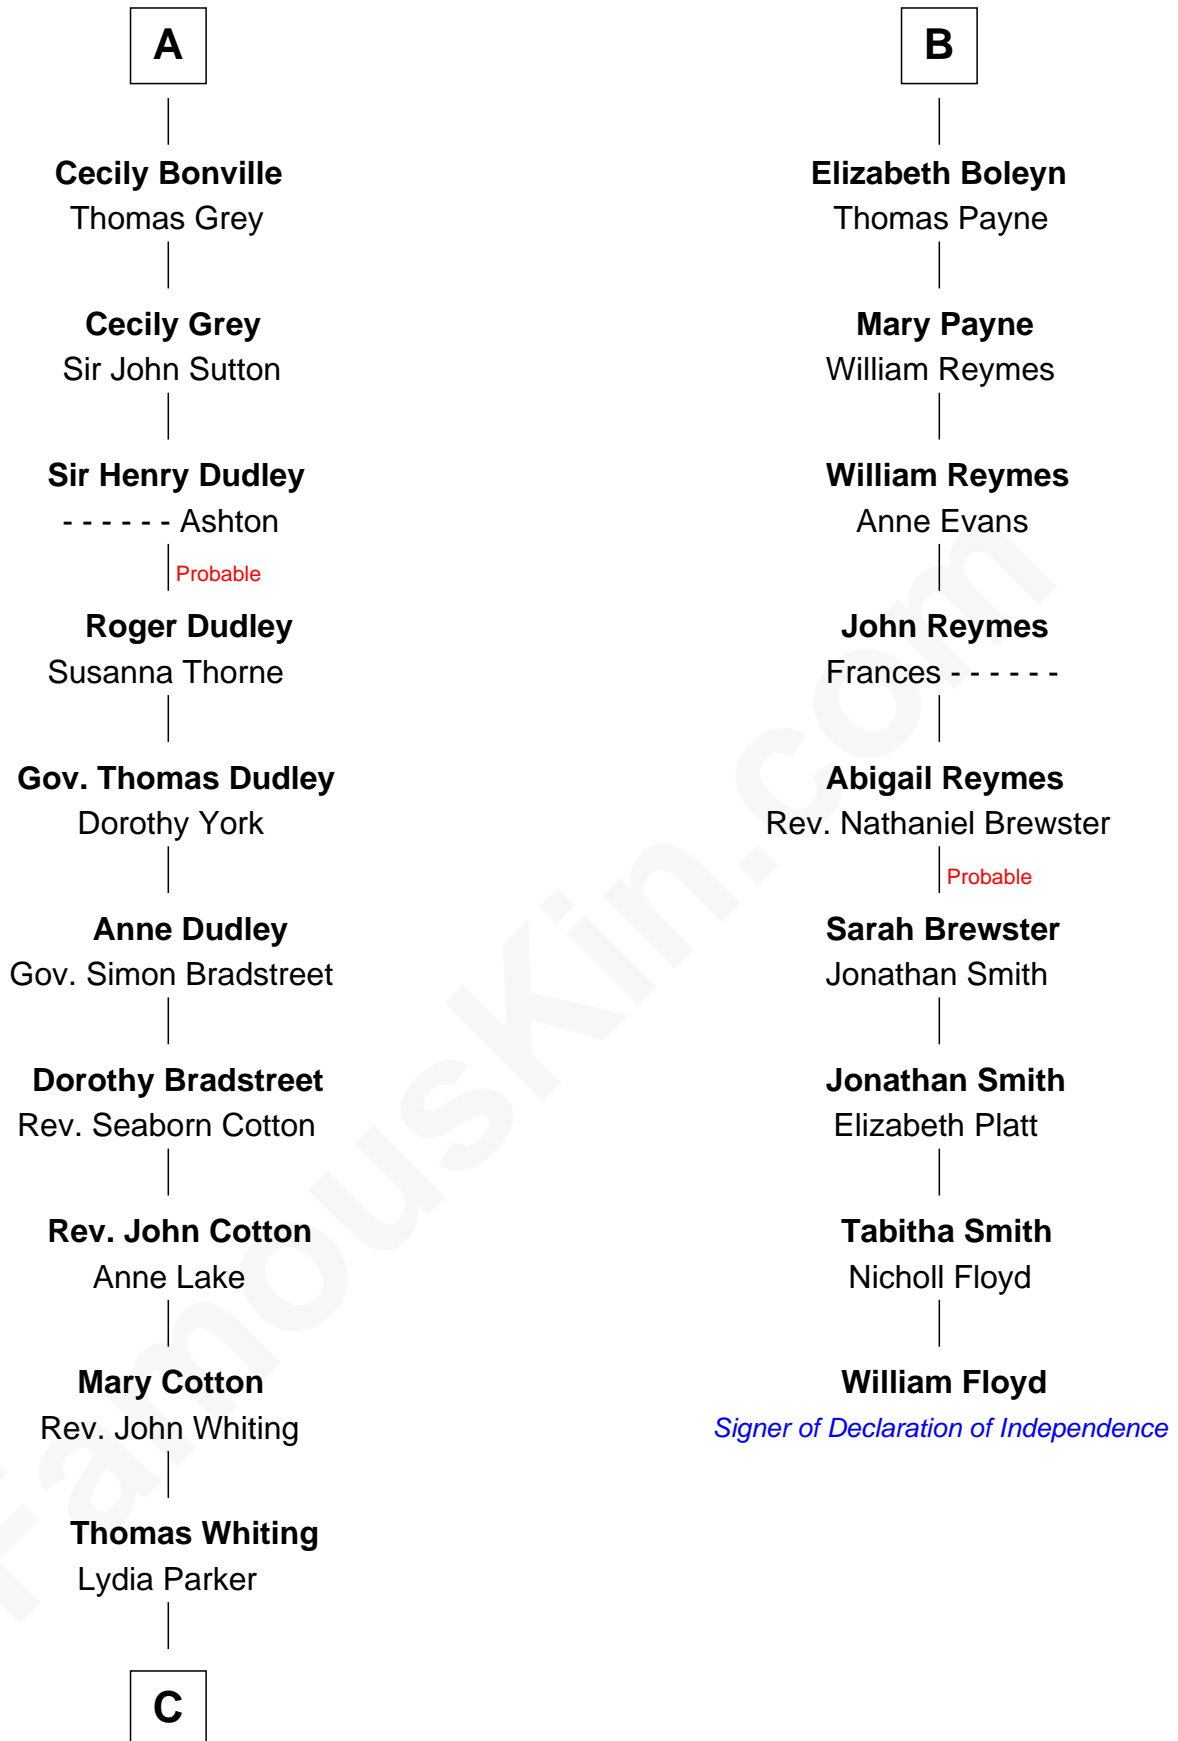 A
Cecily Bonville
Thomas Grey
Cecily Grey
Sir John Sutton
Sir Henry Dudley
- - - - - - Ashton
Probable
Roger Dudley
Susanna Thorne
Gov. Thomas Dudley
Dorothy York
Anne Dudley
Gov. Simon Bradstreet
Dorothy Bradstreet
Rev. Seaborn Cotton
Rev. John Cotton
Anne Lake
Mary Cotton
Rev. John Whiting
Thomas Whiting
Lydia Parker
C
B
Elizabeth Boleyn
Thomas Payne
Mary Payne
William Reymes
William Reymes
Anne Evans
John Reymes
Frances - - - - - -
Abigail Reymes
Rev. Nathaniel Brewster
Probable
Sarah Brewster
Jonathan Smith
Jonathan Smith
Elizabeth Platt
Tabitha Smith
Nicholl Floyd
William Floyd
Signer of Declaration of Independence
FamousKin.com